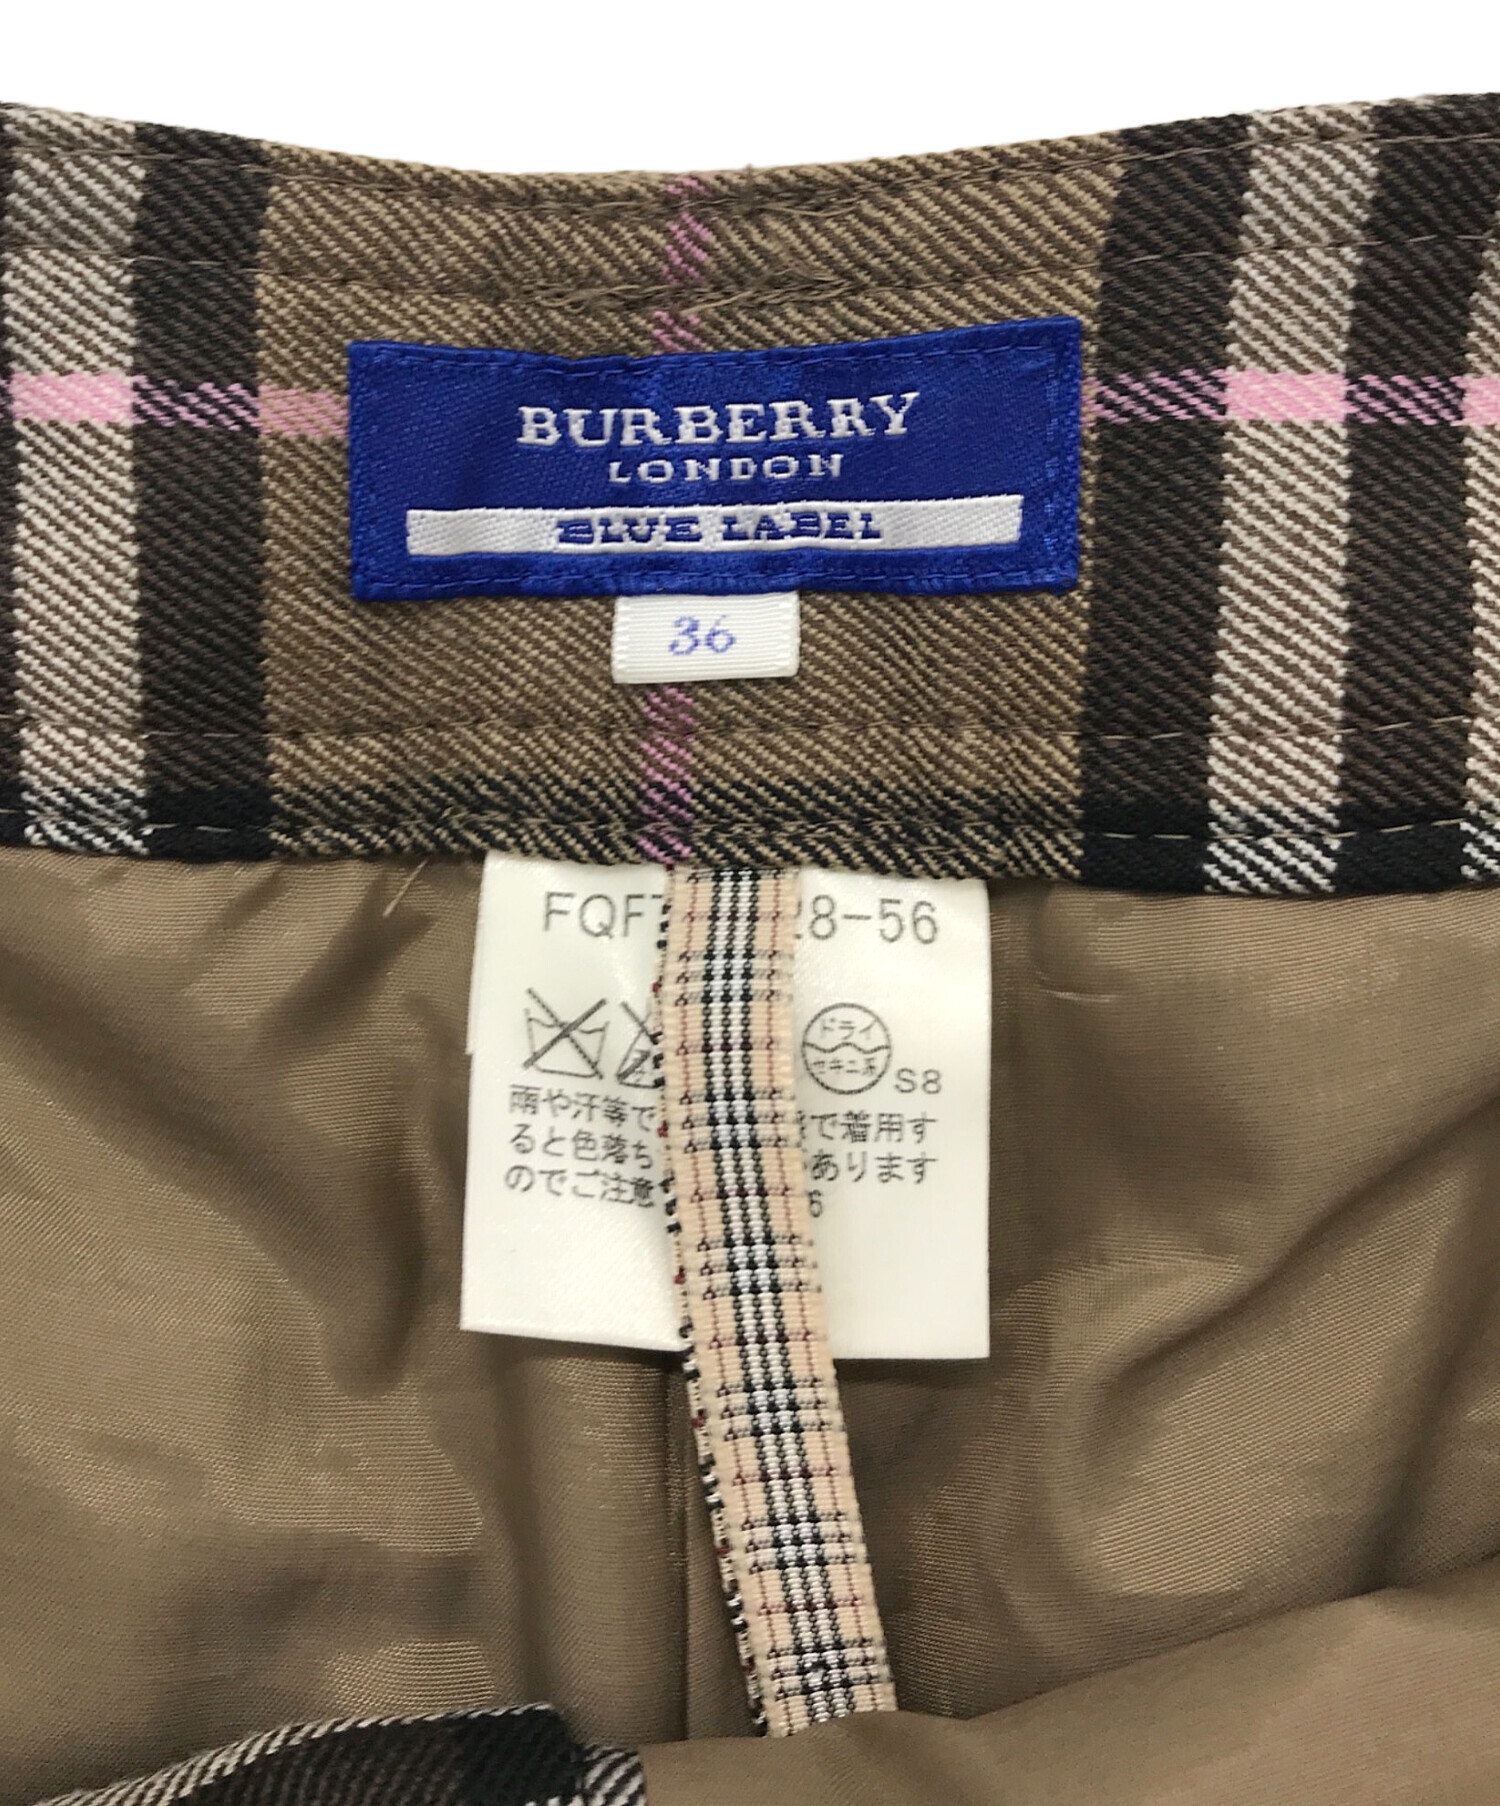 BURBERRY
LONDON
BLUE LABEL
36
FQF 28-56
ドライ
セキユ系
S8
雨や汗等で で着用す
ると色落ち あります
のでご注意
6